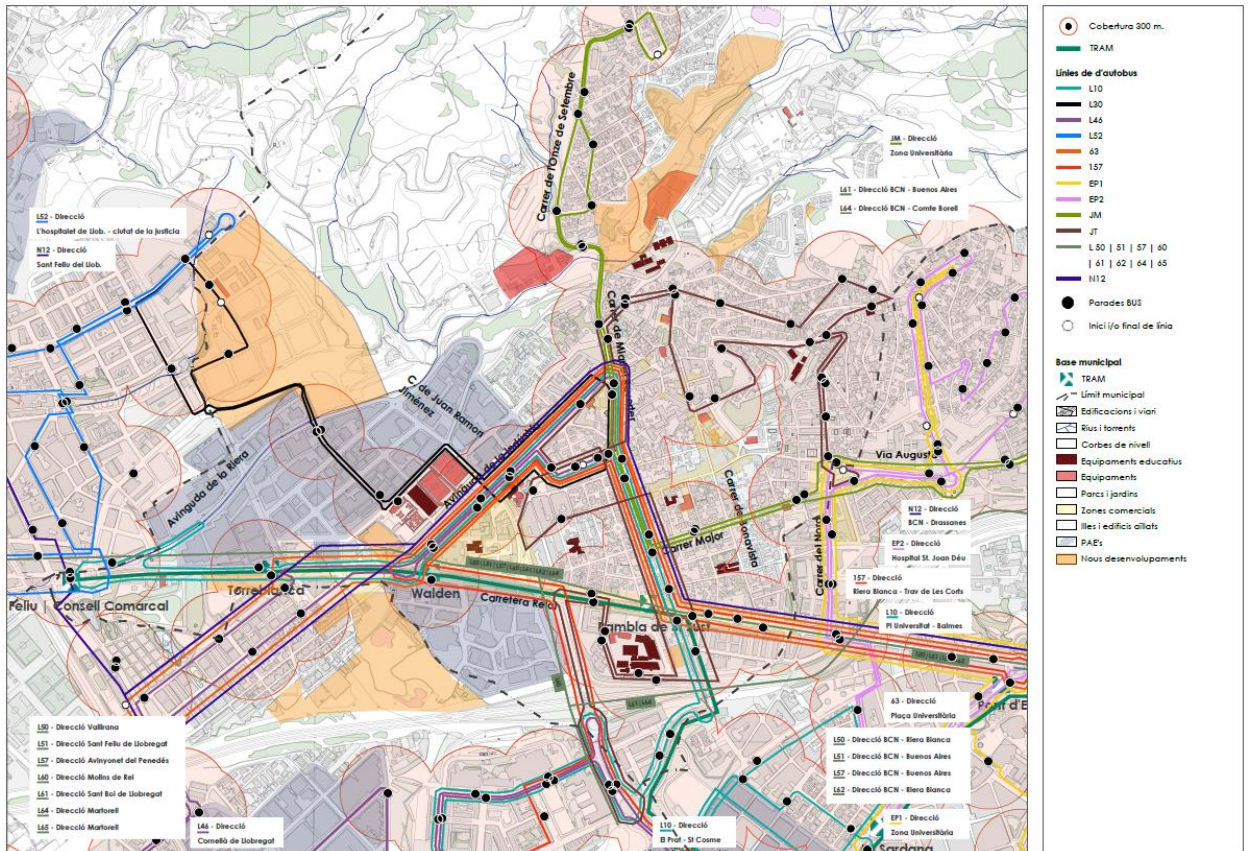 Cobertura 300 m.
TRAM
Línies de d'autobus
L10
L30
L46
L52
63
157
EP1
EP2
JM
JT
L 50 | 51 | 57 | 60
| 61 | 62 | 64 | 65
N12
Parades BUS
Inici i/o final de línia
Base municipal
TRAM
Límit municipal
Edificacions i viari
Rius i torrents
Corbes de nivell
Equipaments educatius
Equipaments
Parcs i jardins
Zones comercials
Illes i edificis aïllats
PAE's
Nous desenvolupaments
Carrer de l'Onze de Setembre
JM - Direcció
Zona Universitària
L61 - Direcció BCN - Buenos Aires
L64 - Direcció BCN - Comte Borell
L52 - Direcció
L'hospitalet de Llob. - ciutat de la justícia
N12 - Direcció
Sant Feliu del Llob.
C. de Juan Ramon
Jiménez
Avinguda de la Riera
Avinguda de la Indústria
Via Augusta
Carrer de Bonavista
Carrer Major
Carrer del Nord
N12 - Direcció
BCN - Drassanes
EP2 - Direcció
Hospital St. Joan Déu
157 - Direcció
Riera Blanca - Trav de Les Corts
L10 - Direcció
Pl Universitat - Balmes
Feliu | Consell Comarcal
Torreblanca
Walden
Carretera Reial
Rambla de
63 - Direcció
Plaça Universitària
L50 - Direcció BCN - Riera Blanca
L51 - Direcció BCN - Buenos Aires
L57 - Direcció BCN - Buenos Aires
L62 - Direcció BCN - Riera Blanca
L50 - Direcció Vallirana
L51 - Direcció Sant Feliu de Llobregat
L57 - Direcció Avinyonet del Penedés
L60 - Direcció Molins de Rei
L61 - Direcció Sant Boi de Llobregat
L64 - Direcció Martorell
L65 - Direcció Martorell
L46 - Direcció
Cornellà de Llobregat
L10 - Direcció
El Prat - St Cosme
EP1 - Direcció
Zona Universitària
Sardana